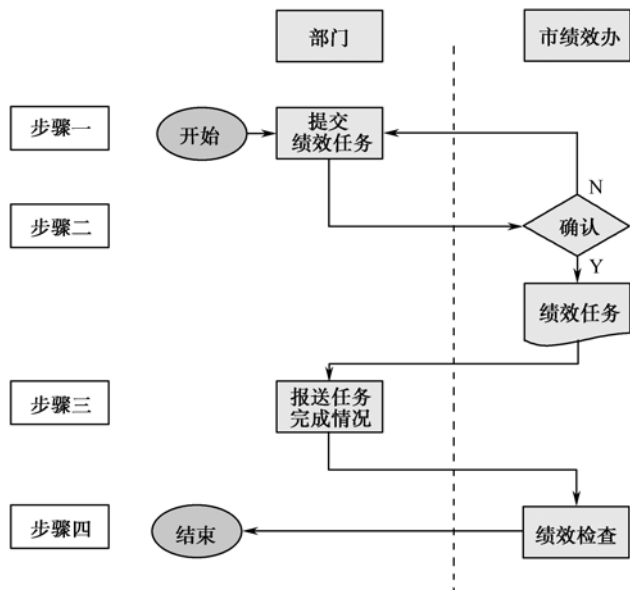 部门
市绩效办
步骤一
开始
提交
绩效任务
N
步骤二
确认
Y
绩效任务
步骤三
报送任务
完成情况
步骤四
结束
绩效检查